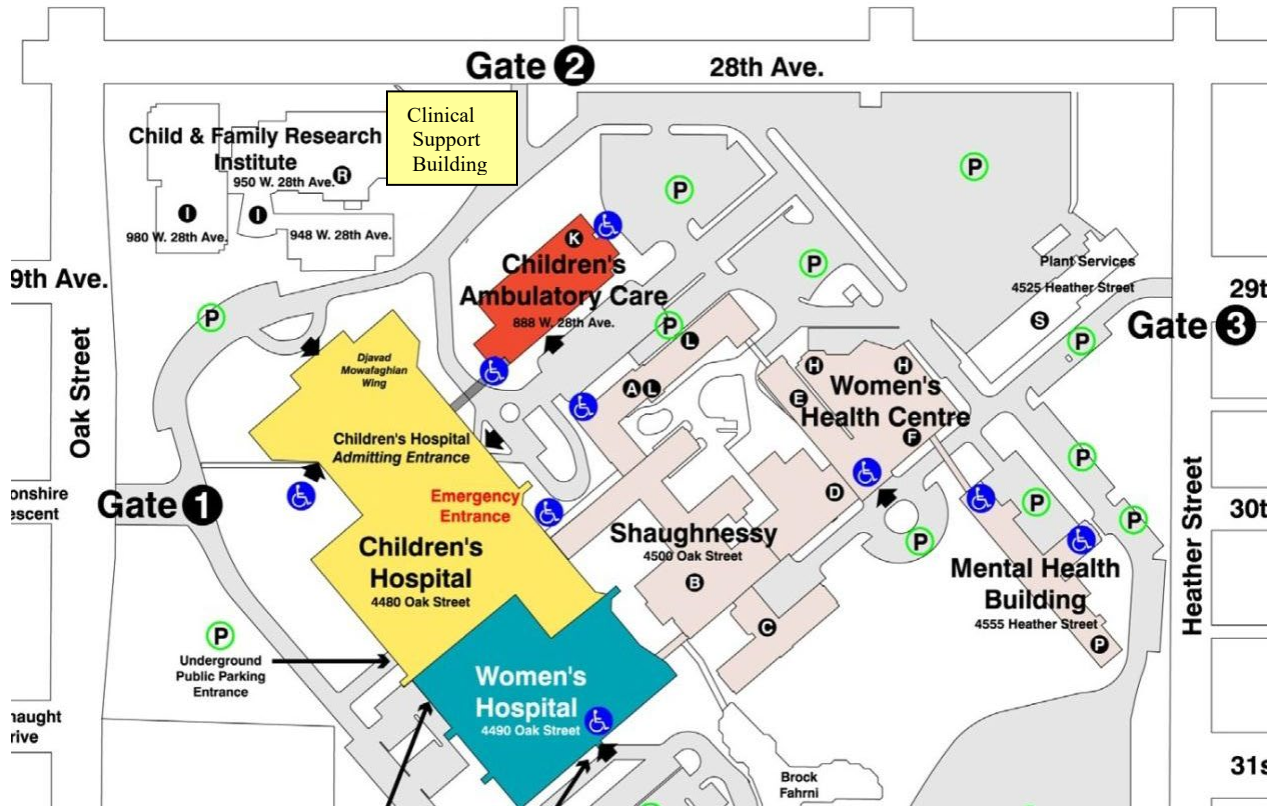 Gate 2
28th Ave.
Clinical
Support
Building
Child & Family Research
Institute
950 W. 28th Ave. R
I
I
980 W. 28th Ave.
948 W. 28th Ave.
P
P
K
Children's
Ambulatory Care
888 W. 28th Ave.
P
Plant Services
4525 Heather Street
S
9th Ave.
29t
Gate 3
P
P
P
L
Oak Street
Djavad
Mowafaghian
Wing
A L
H
H
E
Women's
Health Centre
F
Children's Hospital
Admitting Entrance
P
onshire
escent
Gate 1
Emergency
Entrance
D
P
P
30t
Heather Street
Shaughnessy
4500 Oak Street
B
P
Children's
Hospital
4480 Oak Street
Mental Health
Building
4555 Heather Street
P
C
P
Underground
Public Parking
Entrance
Women's
Hospital
4490 Oak Street
naught
rive
Brock
Fahrni
31s